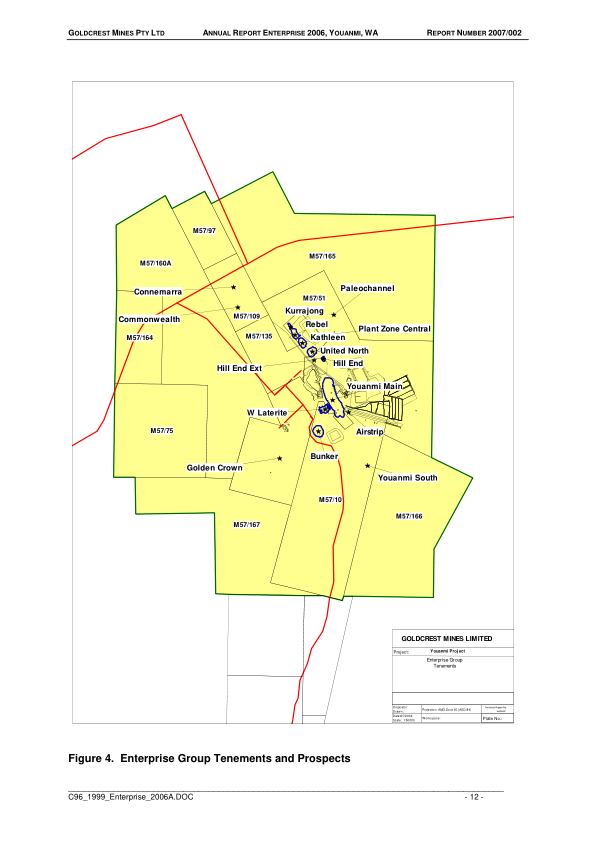 GOLDCREST MINES PTY LTD ANNUAL REPORT ENTERPRISE 2006, YOUANMI, WA REPORT NUMBER 2007/002
M57/97
M57/165
M57/160A
Connemarra
Paleochannel
M57/51
Kurrajong
Commonwealth
M57/109
Rebel
Plant Zone Central
M57/164
M57/135
Kathleen
United North
Hill End
Hill End Ext
Youanmi Main
W Laterite
M57/75
Airstrip
Bunker
Golden Crown
Youanmi South
M57/10
M57/166
M57/167
GOLDCREST MINES LIMITED
Project: Youanmi Project
Enterprise Group
Tenements
Plate No.:
Figure 4. Enterprise Group Tenements and Prospects
C96_1999_Enterprise_2006A.DOC - 12 -